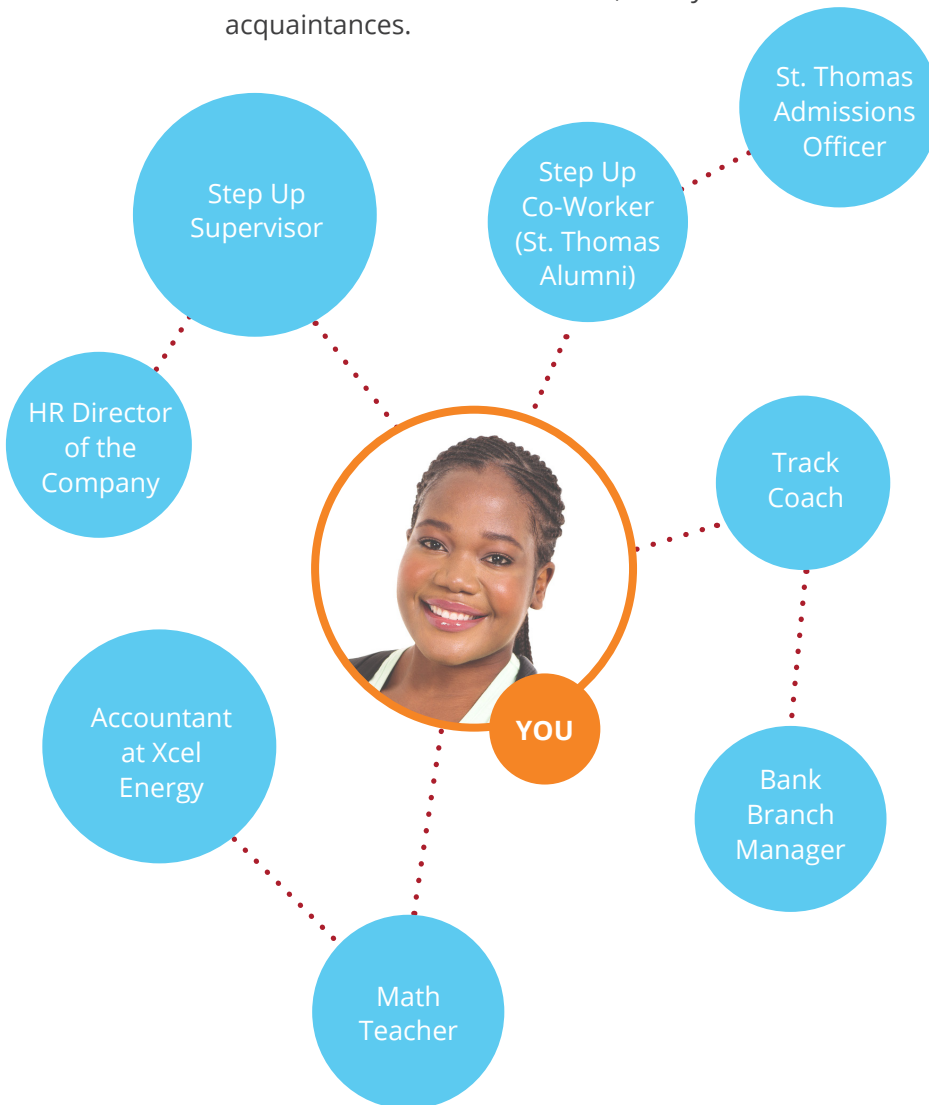 acquaintances.
St. Thomas
Admissions
Officer
Step Up
Co-Worker
(St. Thomas
Alumni)
Step Up
Supervisor
HR Director
of the
Company
Track
Coach
YOU
Accountant
at Xcel
Energy
Bank
Branch
Manager
Math
Teacher